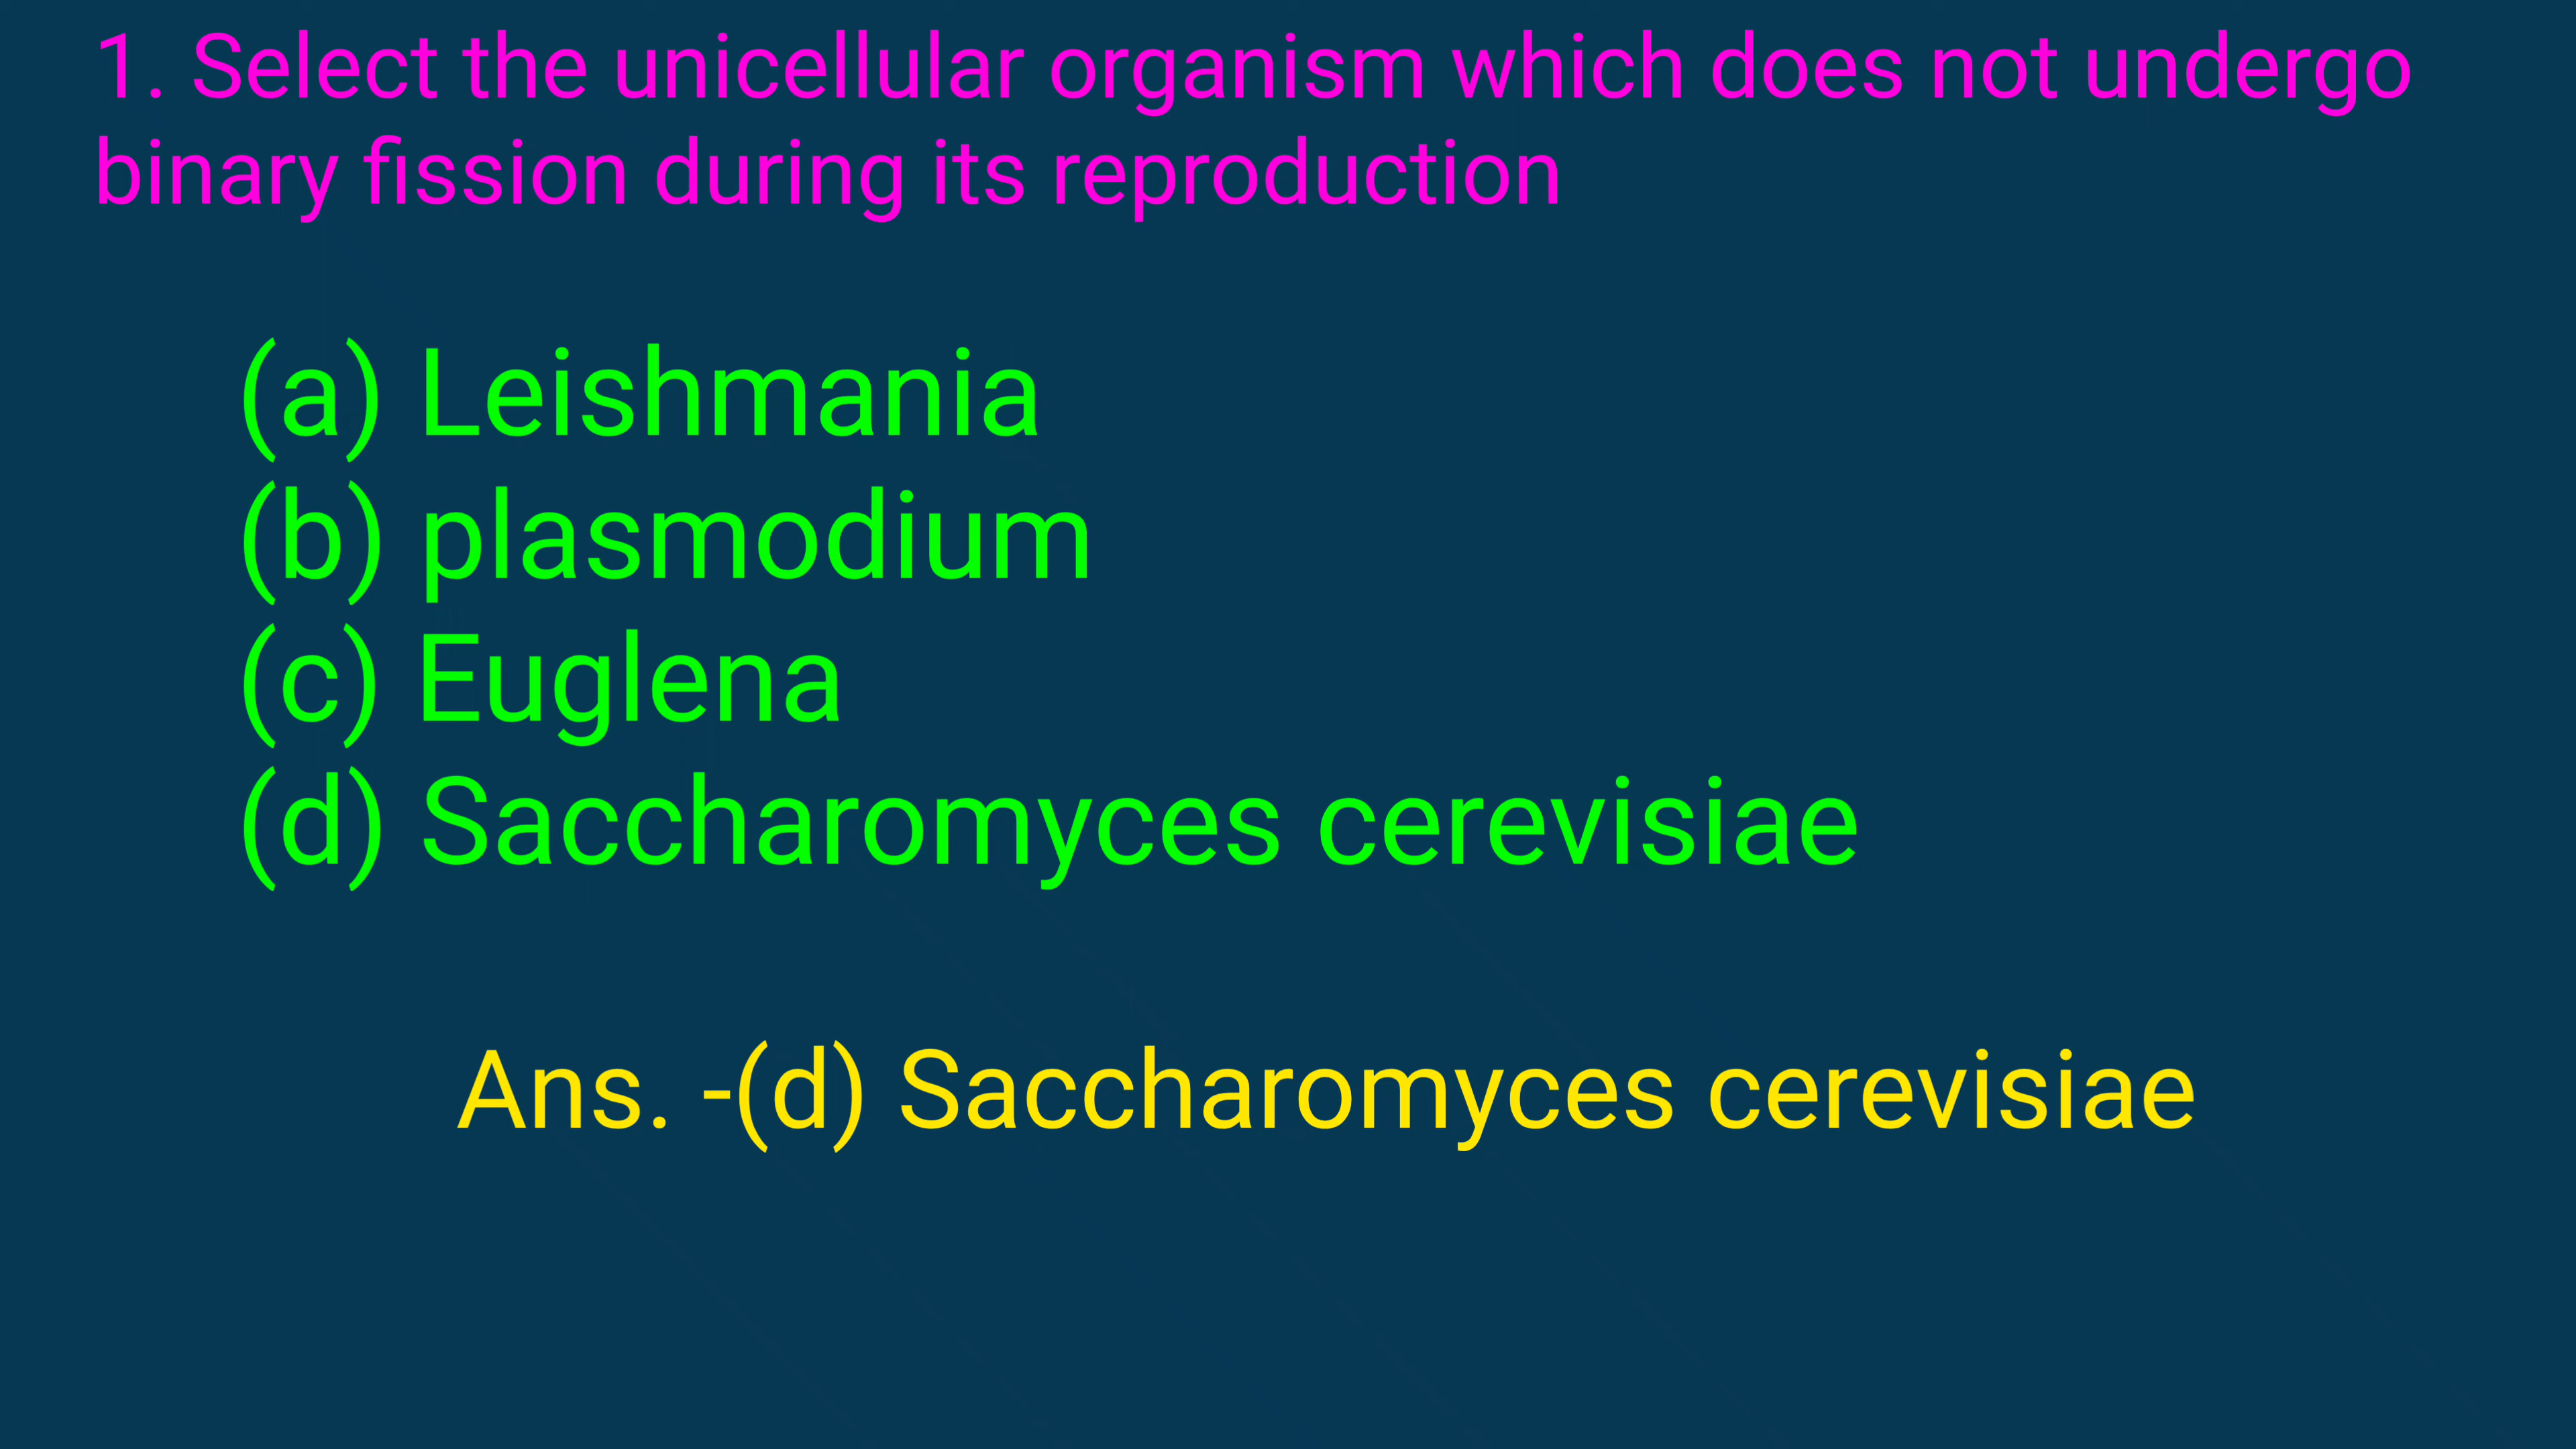 1. Select the unicellular organism which does not undergo
binary fission during its reproduction
(a) Leishmania
(b) plasmodium
(c) Euglena
(d) Saccharomyces cerevisiae
Ans. -(d) Saccharomyces cerevisiae